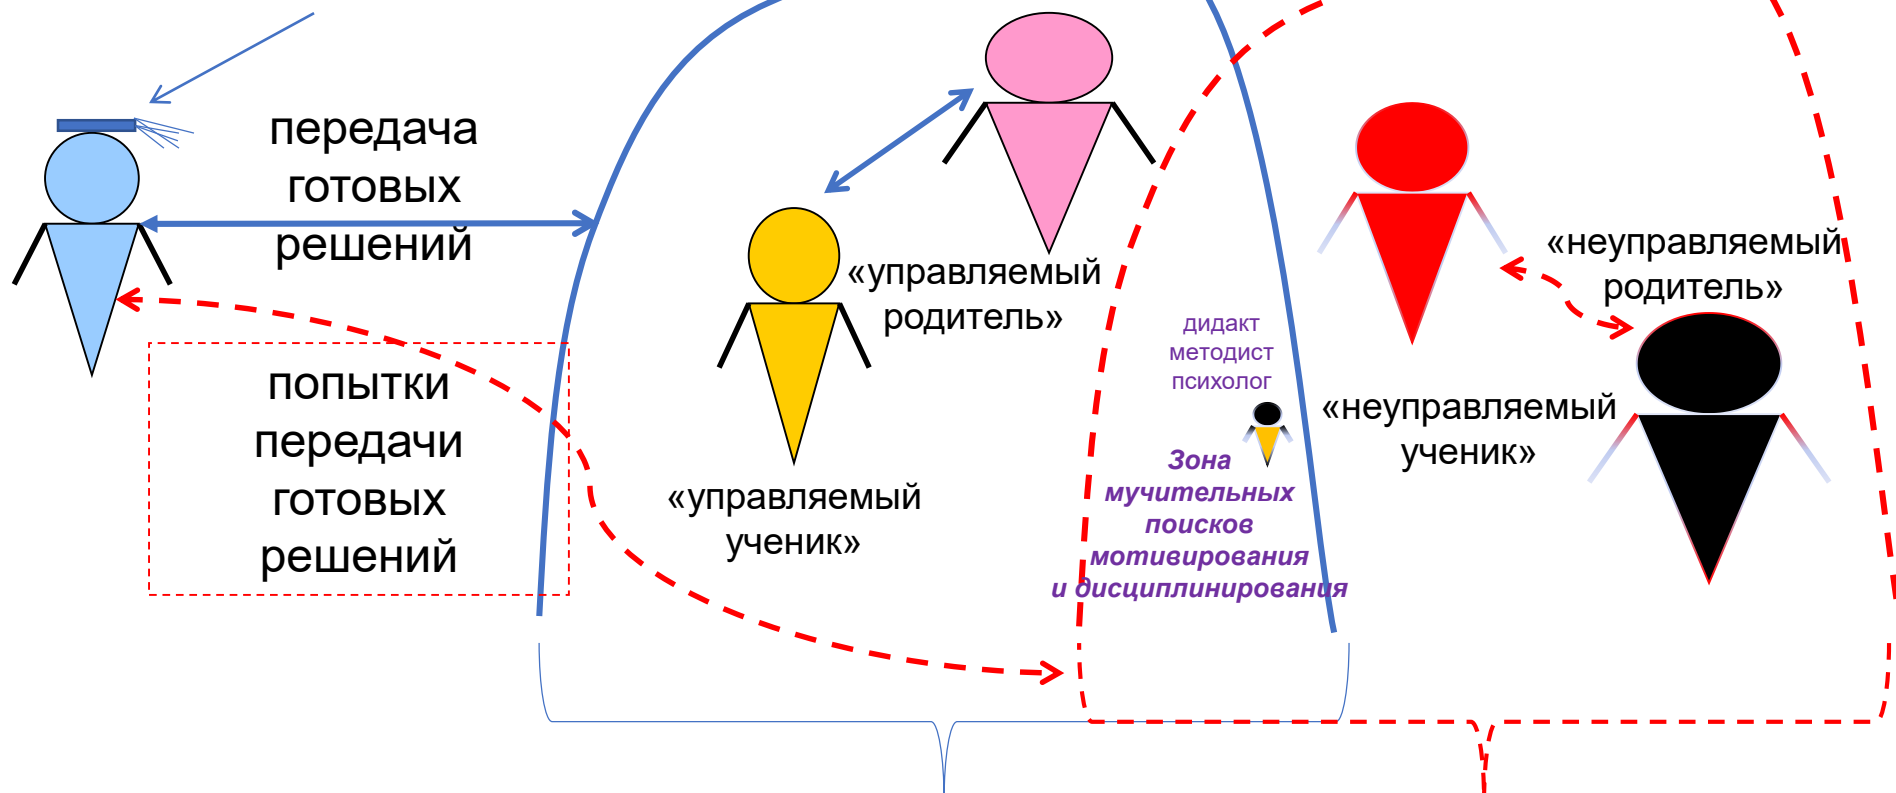 передача
готовых
решений
попытки
передачи
готовых
решений
«управляемый
родитель»
«управляемый
ученик»
дидакт
методист
психолог
Зона
мучительных
поисков
мотивирования
и дисциплинирования
«неуправляемый
родитель»
«неуправляемый
ученик»